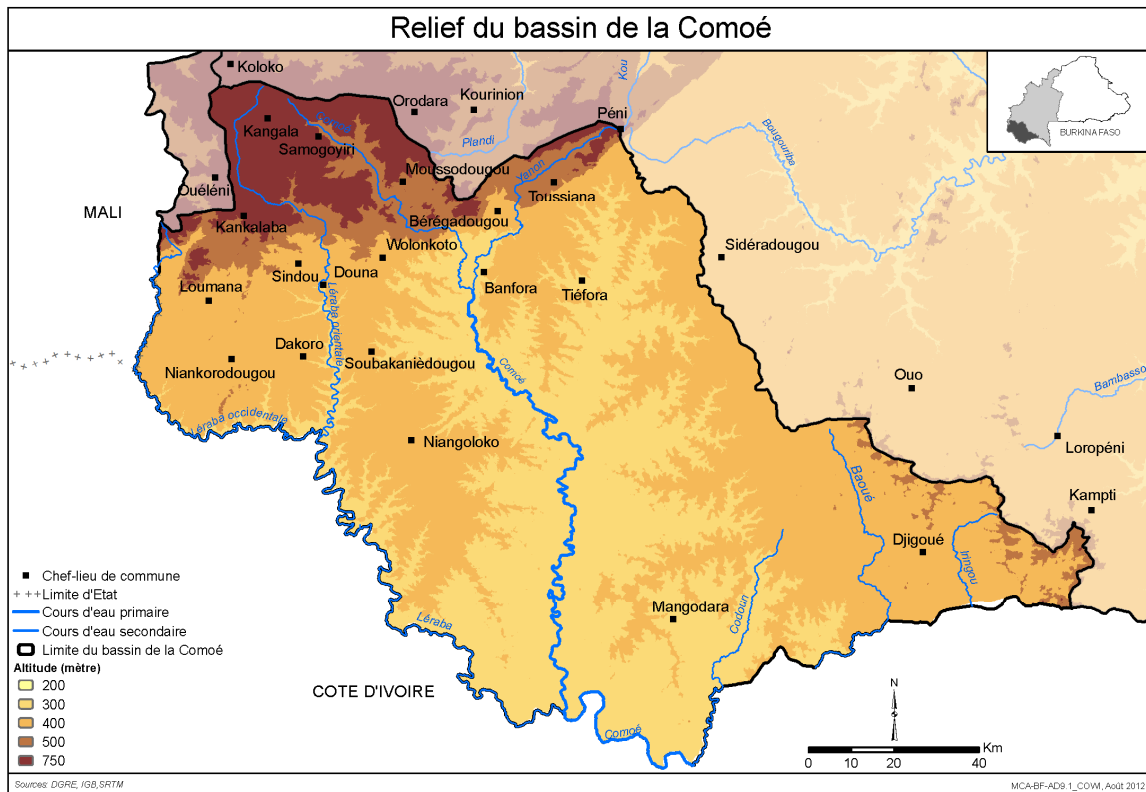 Relief du bassin de la Comoé
Koloko
Kou
Orodara
Kourinion
Péni
Kangala
Samogoyiri
Plandi
Bougouriba
BURKINA FASO
Ouéléni
Moussodougou
Yanon
Toussiana
MALI
Kankalaba
Bérégadougou
Wolonkoto
Sidéradougou
Sindou
Douna
Banfora
Tiéfora
Loumana
Léraba orientale
Dakoro
Soubakanièdougou
Comoé
Niankorodougou
Ouo
Bambasso
Léraba occidentale
Niangoloko
Loropéni
Baoué
Kampti
Djigoué
Iringou
Chef-lieu de commune
Limite d'Etat
Cours d'eau primaire
Cours d'eau secondaire
Limite du bassin de la Comoé
Altitude (mètre)
200
300
400
500
750
Mangodara
Codoun
Léraba
COTE D'IVOIRE
Comoé
N
Km
0 10 20 40
Sources: DGRE, IGB,SRTM
MCA-BF-AD9.1_COWI, Août 2012